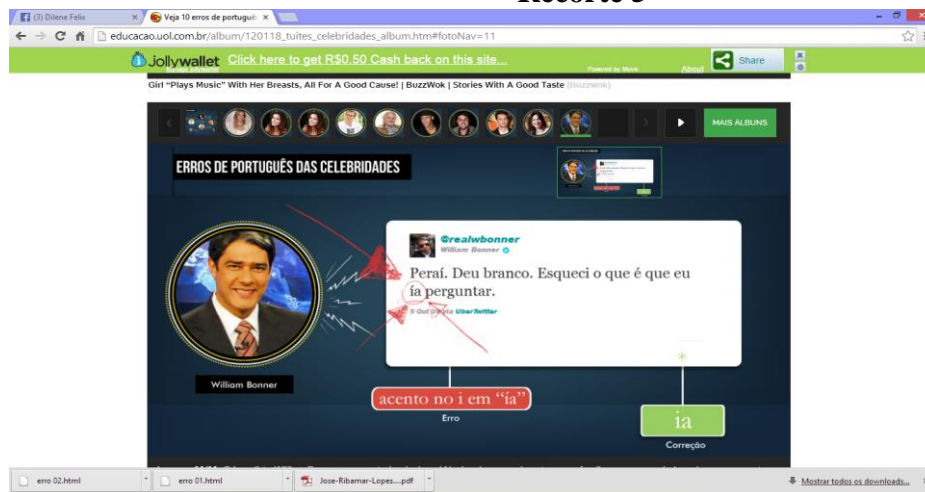 Recorte 3
(3) Dilene Felix
Veja 10 erros de portuguê
educacao.uol.com.br/album/120118_tuites_celebridades_album.htm#fotoNav=11
Jollywallet Click here to get R$0.50 Cash back on this site...
About
Share
Girl "Plays Music" With Her Breasts, All For A Good Cause! | BuzzWok | Stories With A Good Taste (Buzzwok)
MAIS ÁLBUNS
ERROS DE PORTUGUÊS DAS CELEBRIDADES
@realwbonner
William Bonner
Peraí. Deu branco. Esqueci o que é que eu
ía perguntar.
via UberTwitter
William Bonner
acento no i em “ía”
Erro
ia
Correção
erro 02.html
erro 01.html
Jose-Ribamar-Lopes....pdf
Mostrar todos os downloads...